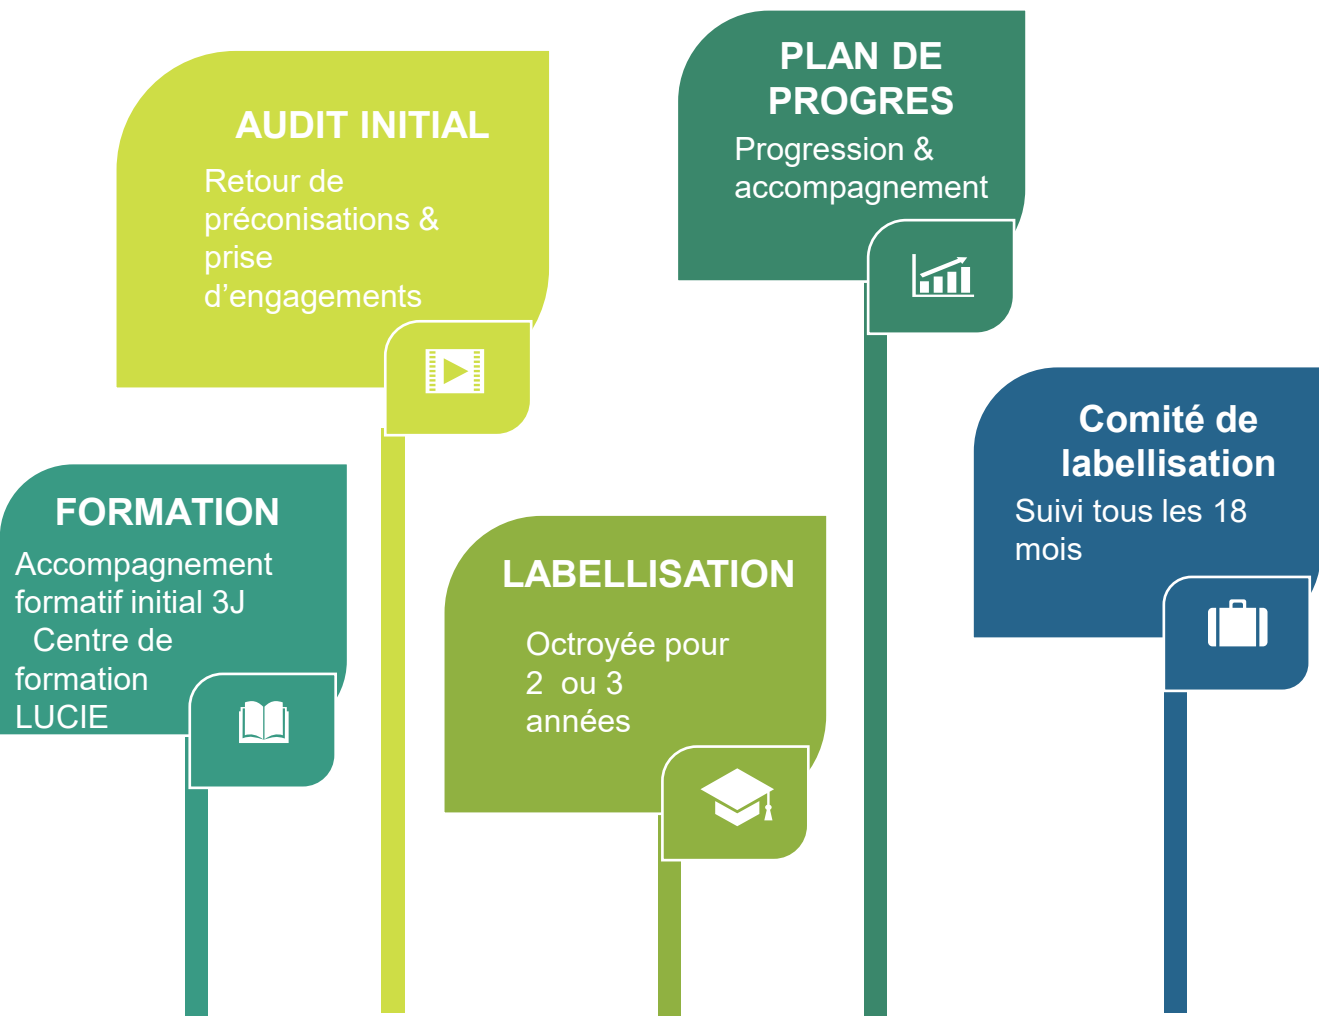 FORMATION
Accompagnement
formatif initial 3J
Centre de
formation
LUCIE
AUDIT INITIAL
Retour de
préconisations &
prise
d’engagements
LABELLISATION
Octroyée pour
2 ou 3
années
PLAN DE
PROGRES
Progression &
accompagnement
Comité de
labellisation
Suivi tous les 18
mois